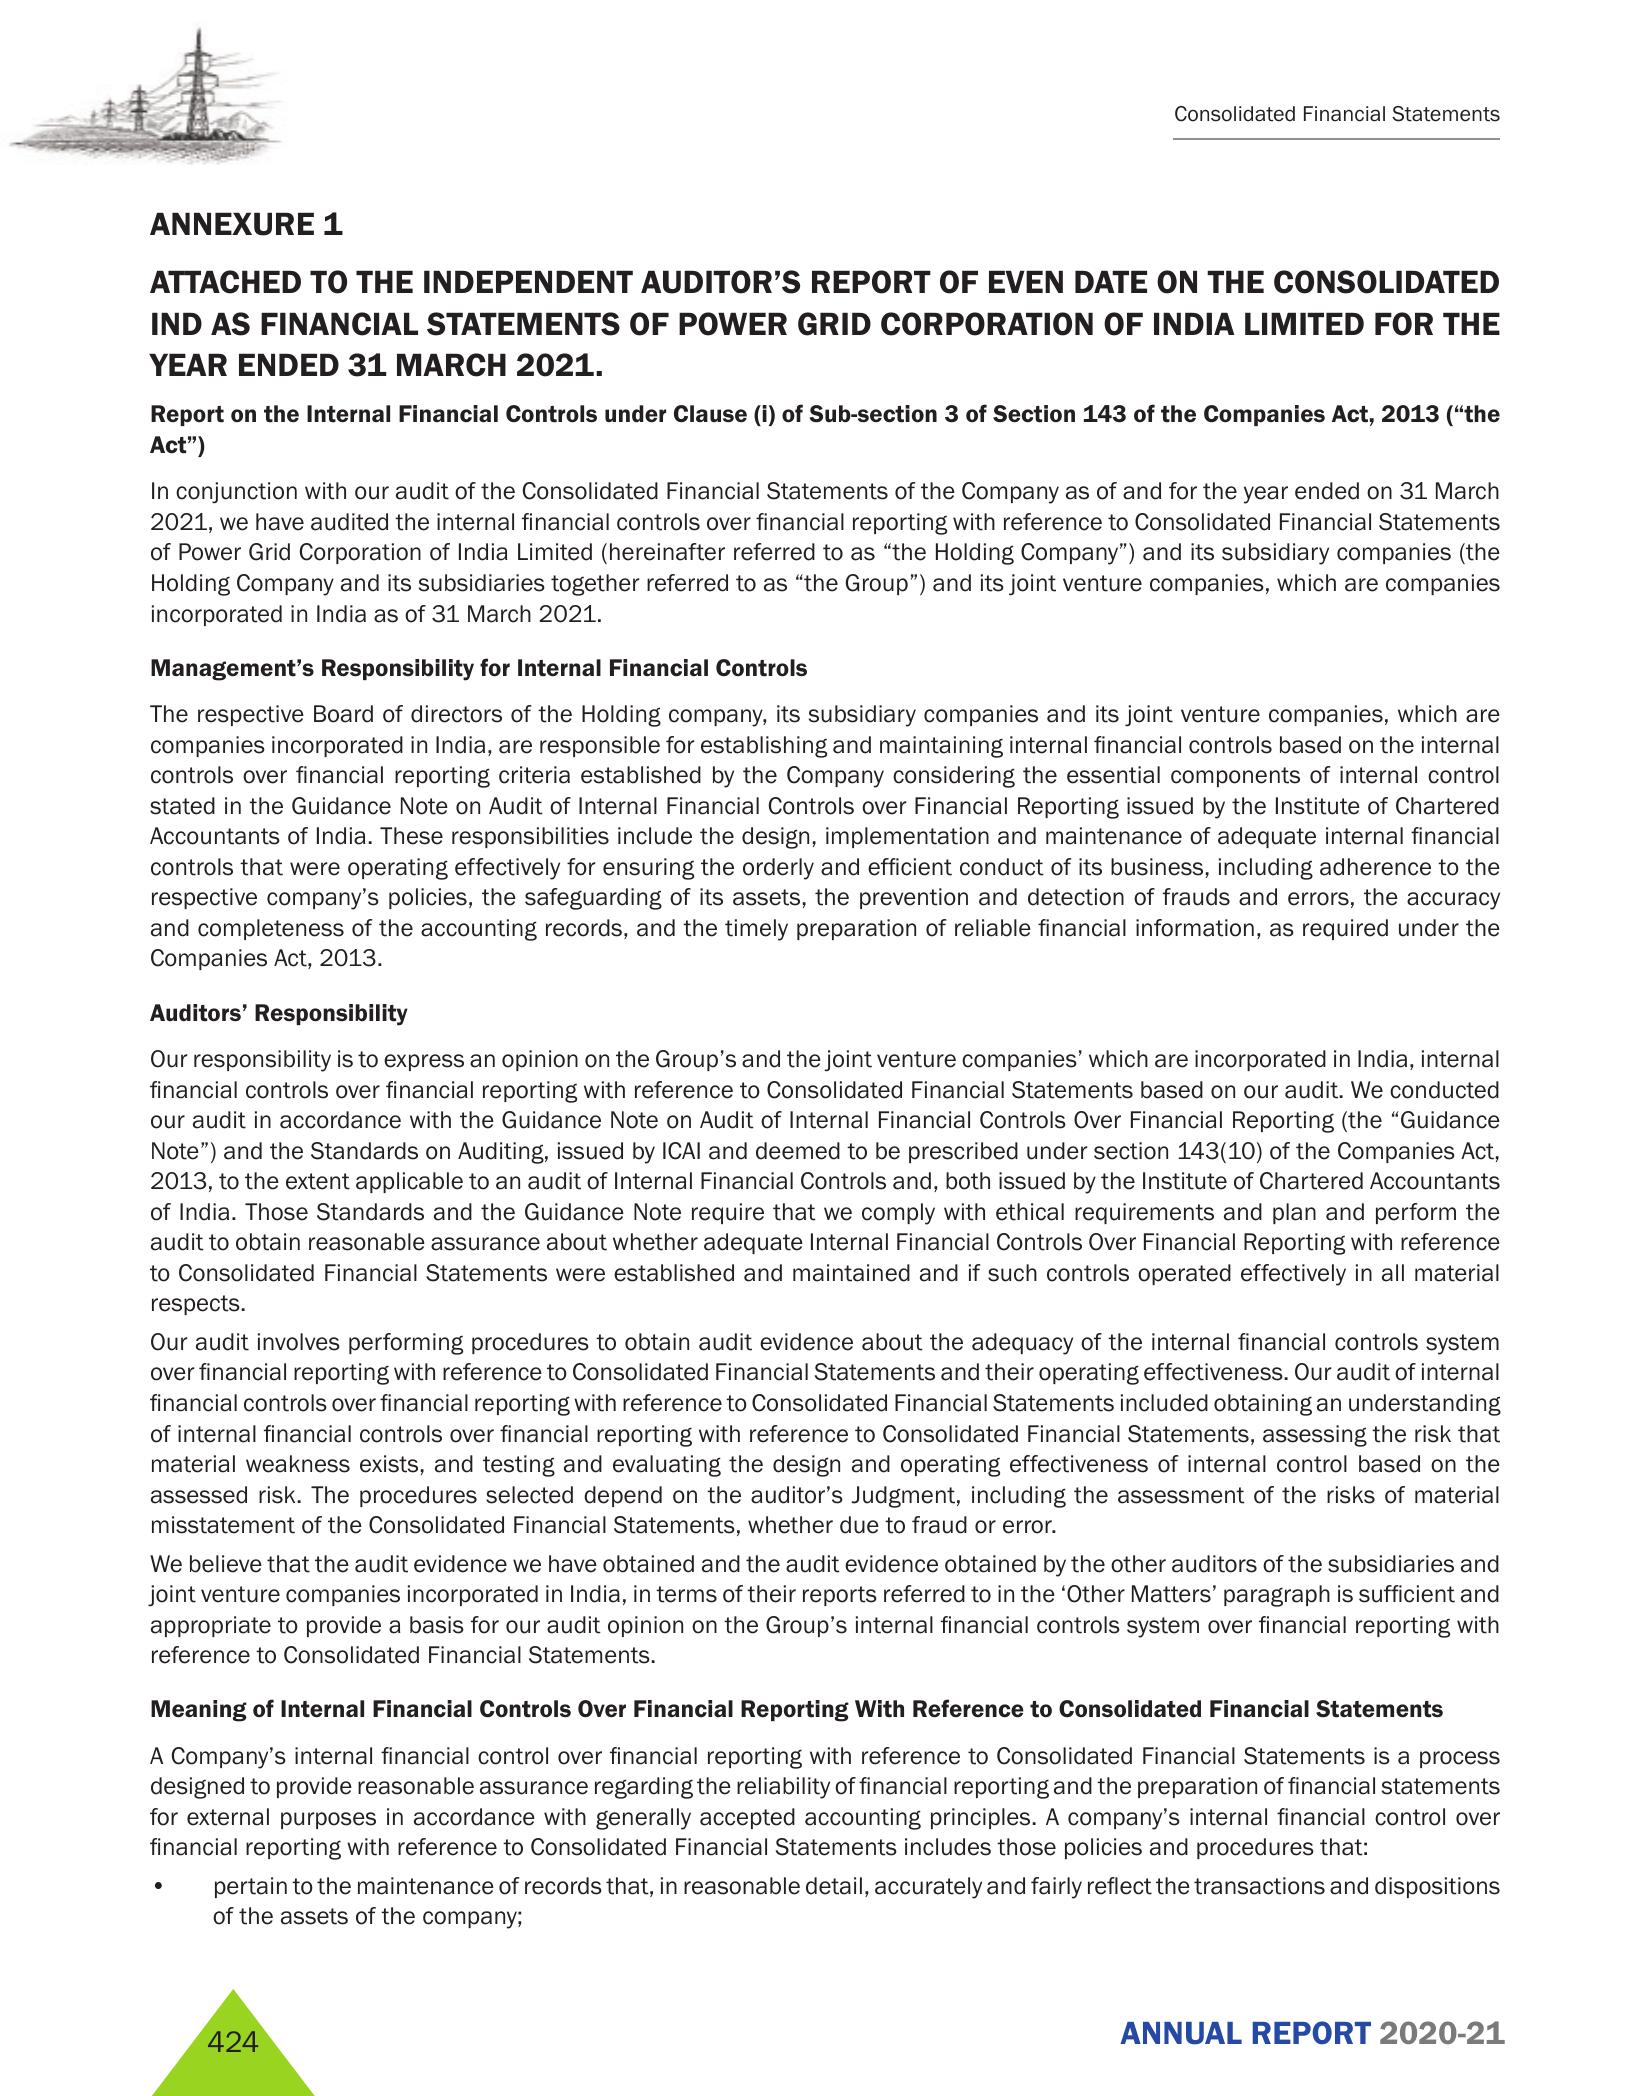 Consolidated Financial Statements
ANNEXURE 1
ATTACHED TO THE INDEPENDENT AUDITOR’S REPORT OF EVEN DATE ON THE CONSOLIDATED
IND AS FINANCIAL STATEMENTS OF POWER GRID CORPORATION OF INDIA LIMITED FOR THE
YEAR ENDED 31 MARCH 2021.
Report on the Internal Financial Controls under Clause (i) of Sub-section 3 of Section 143 of the Companies Act, 2013 (“the
Act”)
In conjunction with our audit of the Consolidated Financial Statements of the Company as of and for the year ended on 31 March
2021, we have audited the internal financial controls over financial reporting with reference to Consolidated Financial Statements
of Power Grid Corporation of India Limited (hereinafter referred to as “the Holding Company”) and its subsidiary companies (the
Holding Company and its subsidiaries together referred to as “the Group”) and its joint venture companies, which are companies
incorporated in India as of 31 March 2021.
Management’s Responsibility for Internal Financial Controls
The respective Board of directors of the Holding company, its subsidiary companies and its joint venture companies, which are
companies incorporated in India, are responsible for establishing and maintaining internal financial controls based on the internal
controls over financial reporting criteria established by the Company considering the essential components of internal control
stated in the Guidance Note on Audit of Internal Financial Controls over Financial Reporting issued by the Institute of Chartered
Accountants of India. These responsibilities include the design, implementation and maintenance of adequate internal financial
controls that were operating effectively for ensuring the orderly and efficient conduct of its business, including adherence to the
respective company’s policies, the safeguarding of its assets, the prevention and detection of frauds and errors, the accuracy
and completeness of the accounting records, and the timely preparation of reliable financial information, as required under the
Companies Act, 2013.
Auditors’ Responsibility
Our responsibility is to express an opinion on the Group’s and the joint venture companies’ which are incorporated in India, internal
financial controls over financial reporting with reference to Consolidated Financial Statements based on our audit. We conducted
our audit in accordance with the Guidance Note on Audit of Internal Financial Controls Over Financial Reporting (the “Guidance
Note”) and the Standards on Auditing, issued by ICAI and deemed to be prescribed under section 143(10) of the Companies Act,
2013, to the extent applicable to an audit of Internal Financial Controls and, both issued by the Institute of Chartered Accountants
of India. Those Standards and the Guidance Note require that we comply with ethical requirements and plan and perform the
audit to obtain reasonable assurance about whether adequate Internal Financial Controls Over Financial Reporting with reference
to Consolidated Financial Statements were established and maintained and if such controls operated effectively in all material
respects.
Our audit involves performing procedures to obtain audit evidence about the adequacy of the internal financial controls system
over financial reporting with reference to Consolidated Financial Statements and their operating effectiveness. Our audit of internal
financial controls over financial reporting with reference to Consolidated Financial Statements included obtaining an understanding
of internal financial controls over financial reporting with reference to Consolidated Financial Statements, assessing the risk that
material weakness exists, and testing and evaluating the design and operating effectiveness of internal control based on the
assessed risk. The procedures selected depend on the auditor’s Judgment, including the assessment of the risks of material
misstatement of the Consolidated Financial Statements, whether due to fraud or error.
We believe that the audit evidence we have obtained and the audit evidence obtained by the other auditors of the subsidiaries and
joint venture companies incorporated in India, in terms of their reports referred to in the ‘Other Matters’ paragraph is sufficient and
appropriate to provide a basis for our audit opinion on the Group’s internal financial controls system over financial reporting with
reference to Consolidated Financial Statements.
Meaning of Internal Financial Controls Over Financial Reporting With Reference to Consolidated Financial Statements
A Company’s internal financial control over financial reporting with reference to Consolidated Financial Statements is a process
designed to provide reasonable assurance regarding the reliability of financial reporting and the preparation of financial statements
for external purposes in accordance with generally accepted accounting principles. A company’s internal financial control over
financial reporting with reference to Consolidated Financial Statements includes those policies and procedures that:
• pertain to the maintenance of records that, in reasonable detail, accurately and fairly reflect the transactions and dispositions
of the assets of the company;
424
ANNUAL REPORT 2020-21